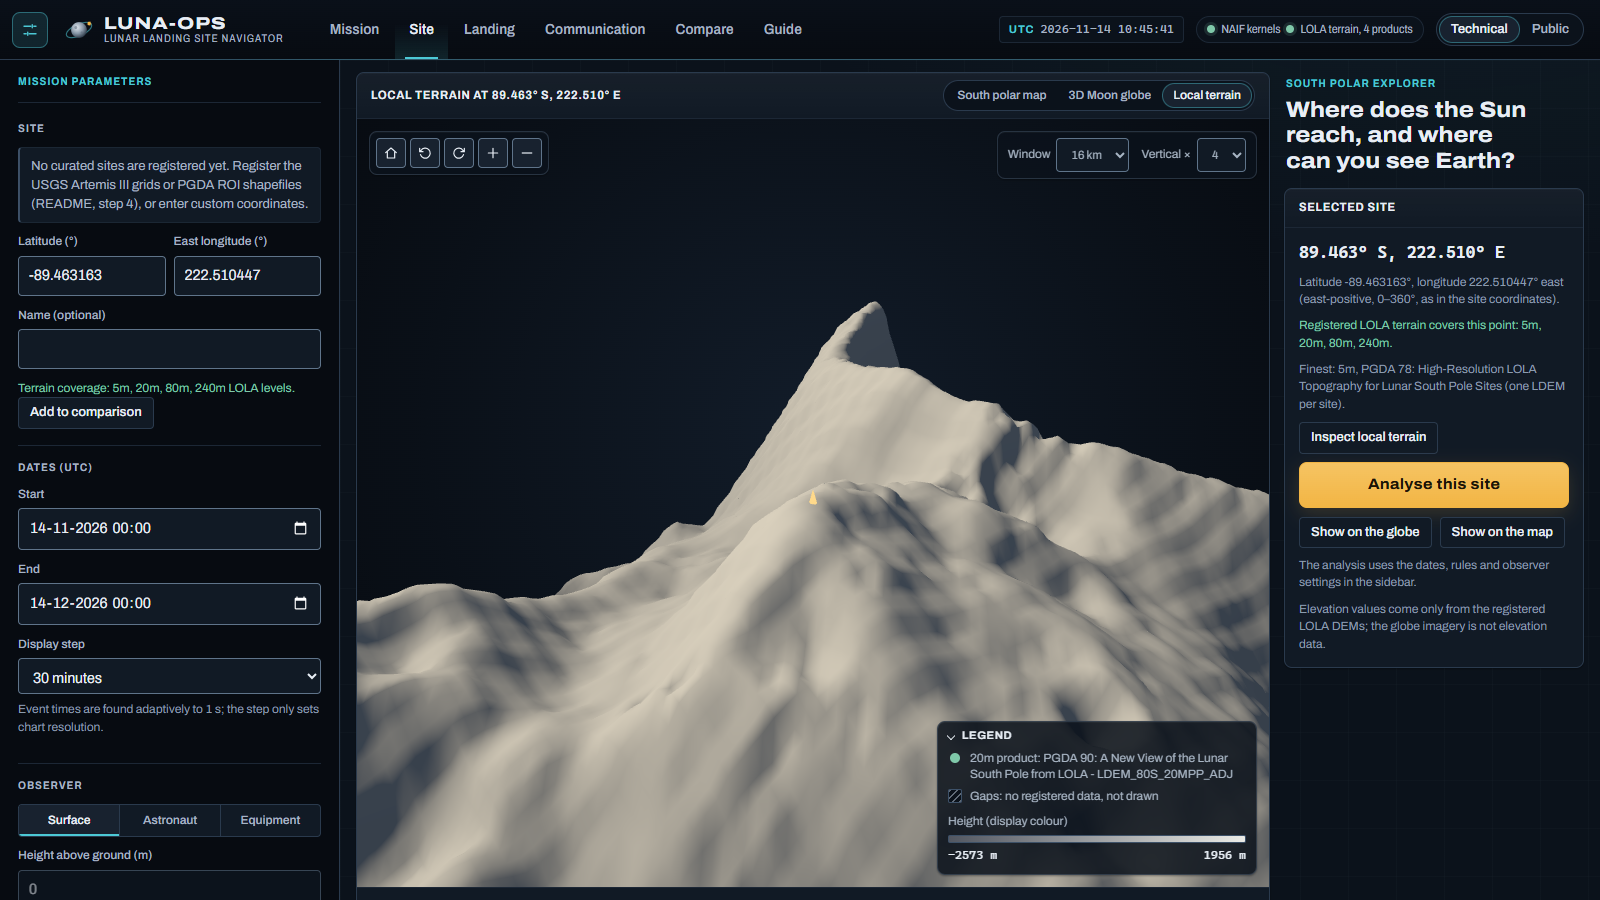 LUNA-OPS
LUNAR LANDING SITE NAVIGATOR
Mission
Site
Landing
Communication
Compare
Guide
UTC 2026-11-14 10:45:41
NAIF kernels
LOLA terrain, 4 products
Technical
Public
MISSION PARAMETERS
SITE
No curated sites are registered yet. Register the
USGS Artemis III grids or PGDA ROI shapefiles
(README, step 4), or enter custom coordinates.
Latitude (°)
East longitude (°)
-89.463163
222.510447
Name (optional)
Terrain coverage: 5m, 20m, 80m, 240m LOLA levels.
Add to comparison
DATES (UTC)
Start
14-11-2026 00:00
End
14-12-2026 00:00
Display step
30 minutes
Event times are found adaptively to 1 s; the step only sets
chart resolution.
OBSERVER
Surface
Astronaut
Equipment
Height above ground (m)
0
LOCAL TERRAIN AT 89.463° S, 222.510° E
South polar map
3D Moon globe
Local terrain
Window
16 km
Vertical ×
4
LEGEND
20m product: PGDA 90: A New View of the Lunar
South Pole from LOLA - LDEM_80S_20MPP_ADJ
Gaps: no registered data, not drawn
Height (display colour)
−2573 m
1956 m
SOUTH POLAR EXPLORER
Where does the Sun
reach, and where
can you see Earth?
SELECTED SITE
89.463° S, 222.510° E
Latitude -89.463163°, longitude 222.510447° east
(east-positive, 0–360°, as in the site coordinates).
Registered LOLA terrain covers this point: 5m,
20m, 80m, 240m.
Finest: 5m, PGDA 78: High-Resolution LOLA
Topography for Lunar South Pole Sites (one LDEM
per site).
Inspect local terrain
Analyse this site
Show on the globe
Show on the map
The analysis uses the dates, rules and observer
settings in the sidebar.
Elevation values come only from the registered
LOLA DEMs; the globe imagery is not elevation
data.